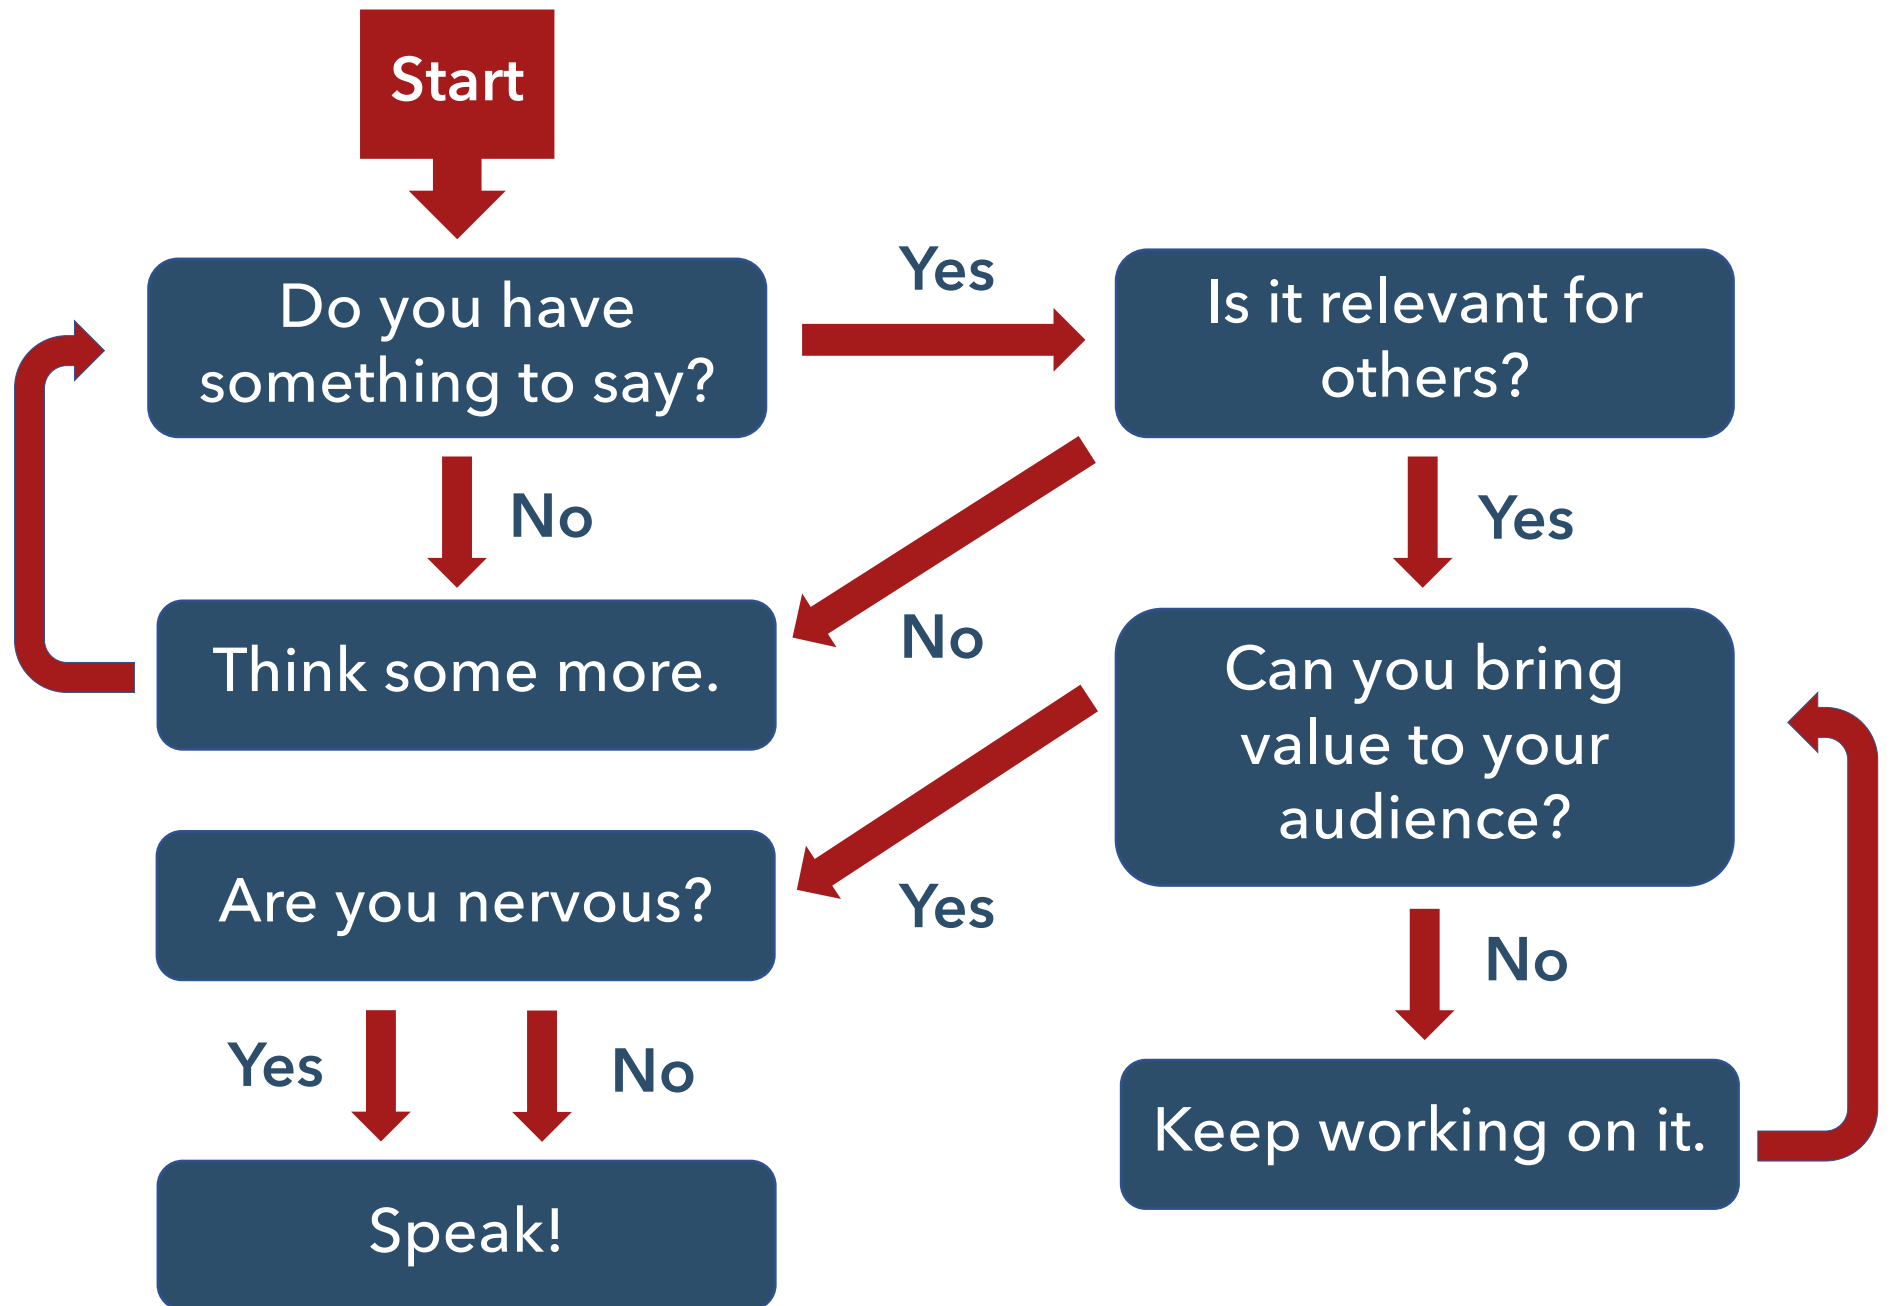 Start
Do you have
something to say?
Yes
Is it relevant for
others?
No
Yes
Think some more.
No
Can you bring
value to your
audience?
Are you nervous?
Yes
No
Yes
No
Keep working on it.
Speak!